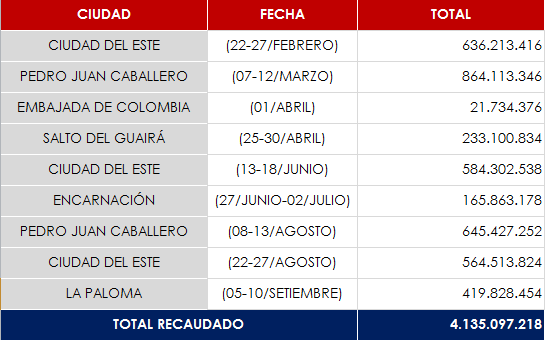 CIUDAD FECHA TOTAL
CIUDAD DEL ESTE (22-27/FEBRERO) 636.213.416
PEDRO JUAN CABALLERO (07-12/MARZO) 864.113.346
EMBAJADA DE COLOMBIA (01/ABRIL) 21.734.376
SALTO DEL GUAIRÁ (25-30/ABRIL) 233.100.834
CIUDAD DEL ESTE (13-18/JUNIO) 584.302.538
ENCARNACIÓN (27/JUNIO-02/JULIO) 165.863.178
PEDRO JUAN CABALLERO (08-13/AGOSTO) 645.427.252
CIUDAD DEL ESTE (22-27/AGOSTO) 564.513.824
LA PALOMA (05-10/SETIEMBRE) 419.828.454
TOTAL RECAUDADO 4.135.097.218